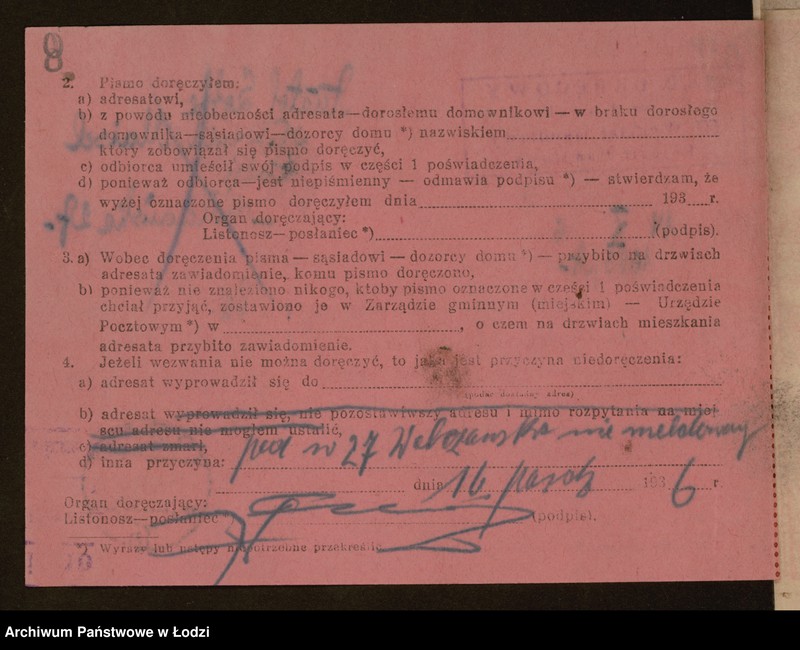 8
2. Pismo doręczyłem:
a) adresatowi,
b) z powodu nieobecności adresata—dorosłemu domownikowi — w braku dorosłego
domownika—sąsiadowi—dozorcy domu *) nazwiskiem
który zobowiązał się pismo doręczyć,
c) odbiorca umieścił swój podpis w części 1 poświadczenia,
d) ponieważ odbiorca—jest niepiśmienny — odmawia podpisu *) — stwierdzam, że
wyżej oznaczone pismo doręczyłem dnia 193 r.
Organ doręczający:
Listonosz—posłaniec *) (podpis).
3. a) Wobec doręczenia pisma — sąsiadowi — dozorcy domu *) — przybito na drzwiach
adresata zawiadomienie, komu pismo doręczono,
b) ponieważ nie znaleziono nikogo, ktoby pismo oznaczone w części 1 poświadczenia
chciał przyjąć, zostawiono je w Zarządzie gminnym (miejskim) — Urzędzie
Pocztowym *) w , o czem na drzwiach mieszkania
adresata przybito zawiadomienie.
4. Jeżeli wezwania nie można doręczyć, to jaka jest przyczyna niedoręczenia:
a) adresat wyprowadził się do
(podać dokładny adres)
b) adresat wyprowadził się, nie pozostawiwszy adresu i mimo rozpytania na miej
scu adresu nie mogłem ustalić,
c) adresat zmarł,
d) inna przyczyna: pod n 27 Wólczańska nie meldowany
dnia 16 paźdz 1936 r.
Organ doręczający:
Listonosz—posłaniec (podpis).
*) Wyrazy lub ustępy niepotrzebne przekreślić
Archiwum Państwowe w Łodzi